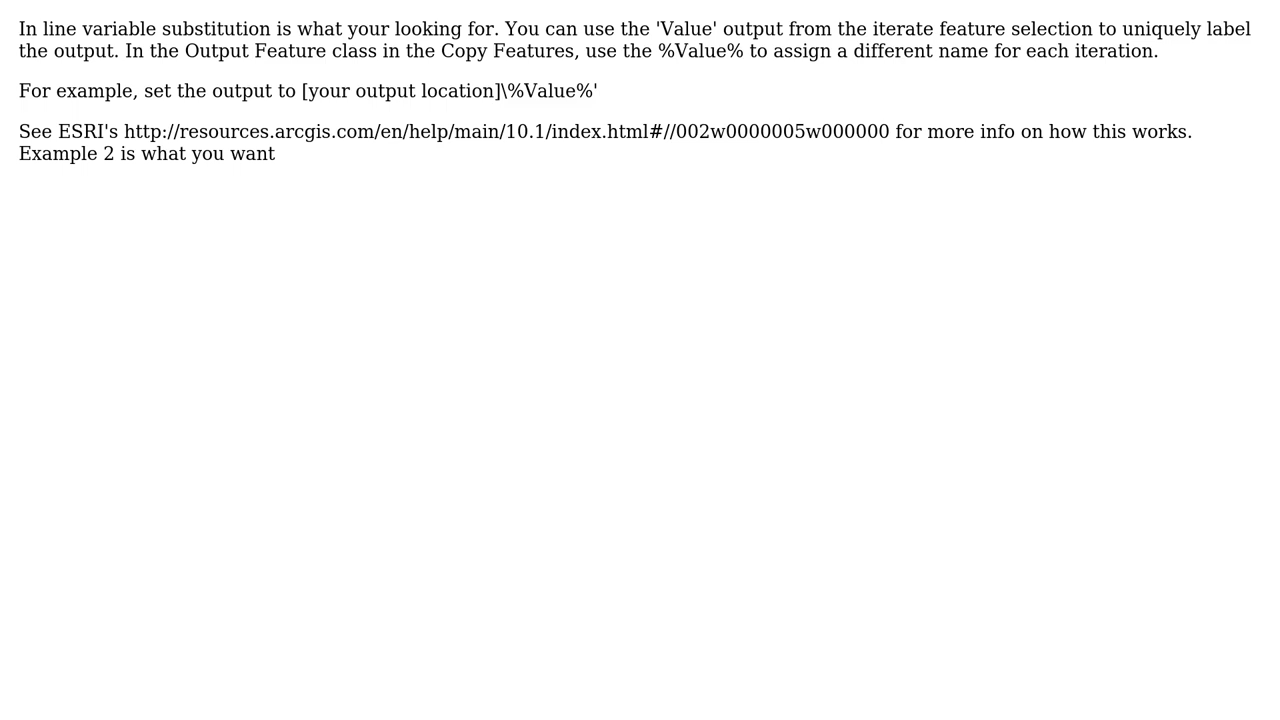 In line variable substitution is what your looking for. You can use the 'Value' output from the iterate feature selection to uniquely label
the output. In the Output Feature class in the Copy Features, use the %Value% to assign a different name for each iteration.
For example, set the output to [your output location]\%Value%'
See ESRI's http://resources.arcgis.com/en/help/main/10.1/index.html#//002w0000005w000000 for more info on how this works.
Example 2 is what you want